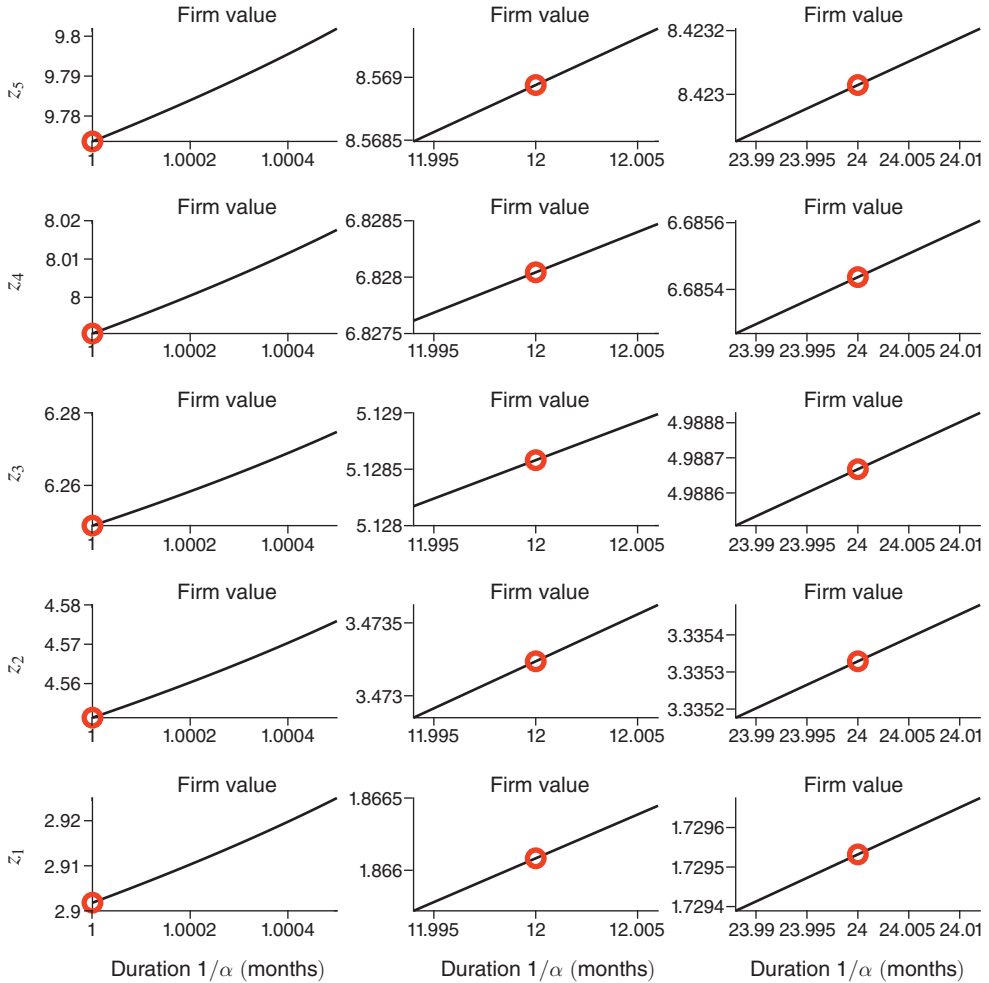 Firm value Firm value Firm value
z5
9.8
9.79
9.78
1 1.0002 1.0004
8.569
8.5685
11.995 12 12.005
8.4232
8.423
23.99 23.995 24 24.005 24.01
Firm value Firm value Firm value
z4
8.02
8.01
8
1 1.0002 1.0004
6.8285
6.828
6.8275
11.995 12 12.005
6.6856
6.6854
23.99 23.995 24 24.005 24.01
Firm value Firm value Firm value
z3
6.28
6.26
1 1.0002 1.0004
5.129
5.1285
5.128
11.995 12 12.005
4.9888
4.9887
4.9886
23.99 23.995 24 24.005 24.01
Firm value Firm value Firm value
z2
4.58
4.57
4.56
1 1.0002 1.0004
3.4735
3.473
11.995 12 12.005
3.3354
3.3353
3.3352
23.99 23.995 24 24.005 24.01
Firm value Firm value Firm value
z1
2.92
2.91
2.9
1 1.0002 1.0004
1.8665
1.866
11.995 12 12.005
1.7296
1.7295
1.7294
23.99 23.995 24 24.005 24.01
Duration 1/α (months) Duration 1/α (months) Duration 1/α (months)